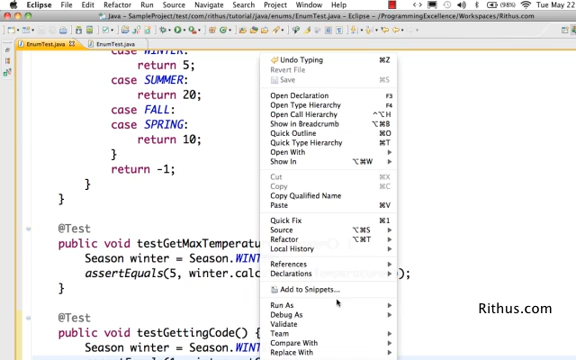 Eclipse File Edit Refactor Navigate Search Project Run Window Help (98%) Tue May 22
Java - SampleProject/test/com/rithus/tutorial/java/enums/EnumTest.java - Eclipse - /ProgrammingExcellence/Workspaces/Rithus.com
EnumTest.java EnumTest.java
case WINTER:
return 5;
case SUMMER:
return 20;
case FALL:
case SPRING:
return 10;
}
return -1;
}
}
@Test
public void testGetMaxTemperatu
Season winter = Season.WINT
assertEquals(5, winter.calc );
}
@Test
public void testGettingCode() {
Season winter = Season.WINT
Undo Typing ⌘Z
Revert File
Save
Open Declaration F3
Open Type Hierarchy F4
Open Call Hierarchy ^⌥H
Show in Breadcrumb ⌥⌘B
Quick Outline ⌘O
Quick Type Hierarchy ⌘T
Open With
Show In ⌥⌘W
Cut ⌘X
Copy ⌘C
Copy Qualified Name
Paste ⌘V
Quick Fix ⌘1
Source ⌥⌘S
Refactor ⌥⌘T
Local History
References
Declarations
Add to Snippets...
Run As
Debug As
Validate
Team
Compare With
Replace With
Rithus.com